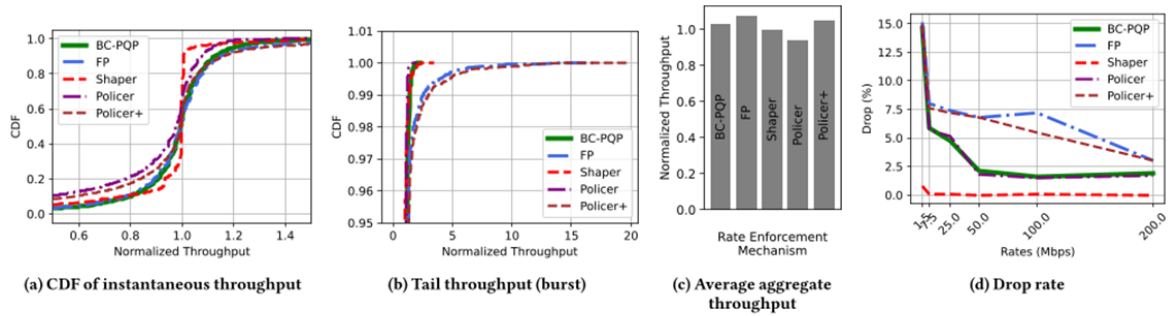 1.0
0.8
0.6
0.4
0.2
0.0
CDF
BC-PQP
FP
Shaper
Policer
Policer+
0.6 0.8 1.0 1.2 1.4
Normalized Throughput
(a) CDF of instantaneous throughput
1.00
0.99
0.98
0.97
0.96
0.95
CDF
BC-PQP
FP
Shaper
Policer
Policer+
0 5 10 15 20
Normalized Throughput
(b) Tail throughput (burst)
1.0
0.8
0.6
0.4
0.2
0.0
Normalized Throughput
BC-PQP
FP
Shaper
Policer
Policer+
Rate Enforcement
Mechanism
(c) Average aggregate
throughput
15.0
12.5
10.0
7.5
5.0
2.5
0.0
Drop (%)
BC-PQP
FP
Shaper
Policer
Policer+
25.0 50.0 100.0 200.0
Rates (Mbps)
(d) Drop rate